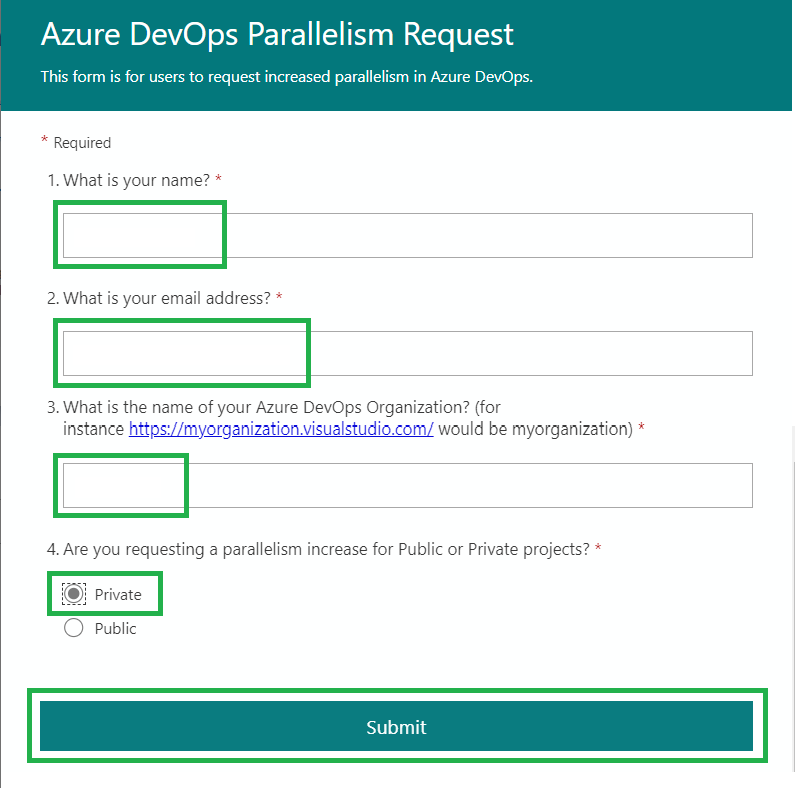 Azure DevOps Parallelism Request
This form is for users to request increased parallelism in Azure DevOps.
* Required
1. What is your name? *
2. What is your email address? *
3. What is the name of your Azure DevOps Organization? (for
instance https://myorganization.visualstudio.com/ would be myorganization) *
4. Are you requesting a parallelism increase for Public or Private projects? *
Private
Public
Submit